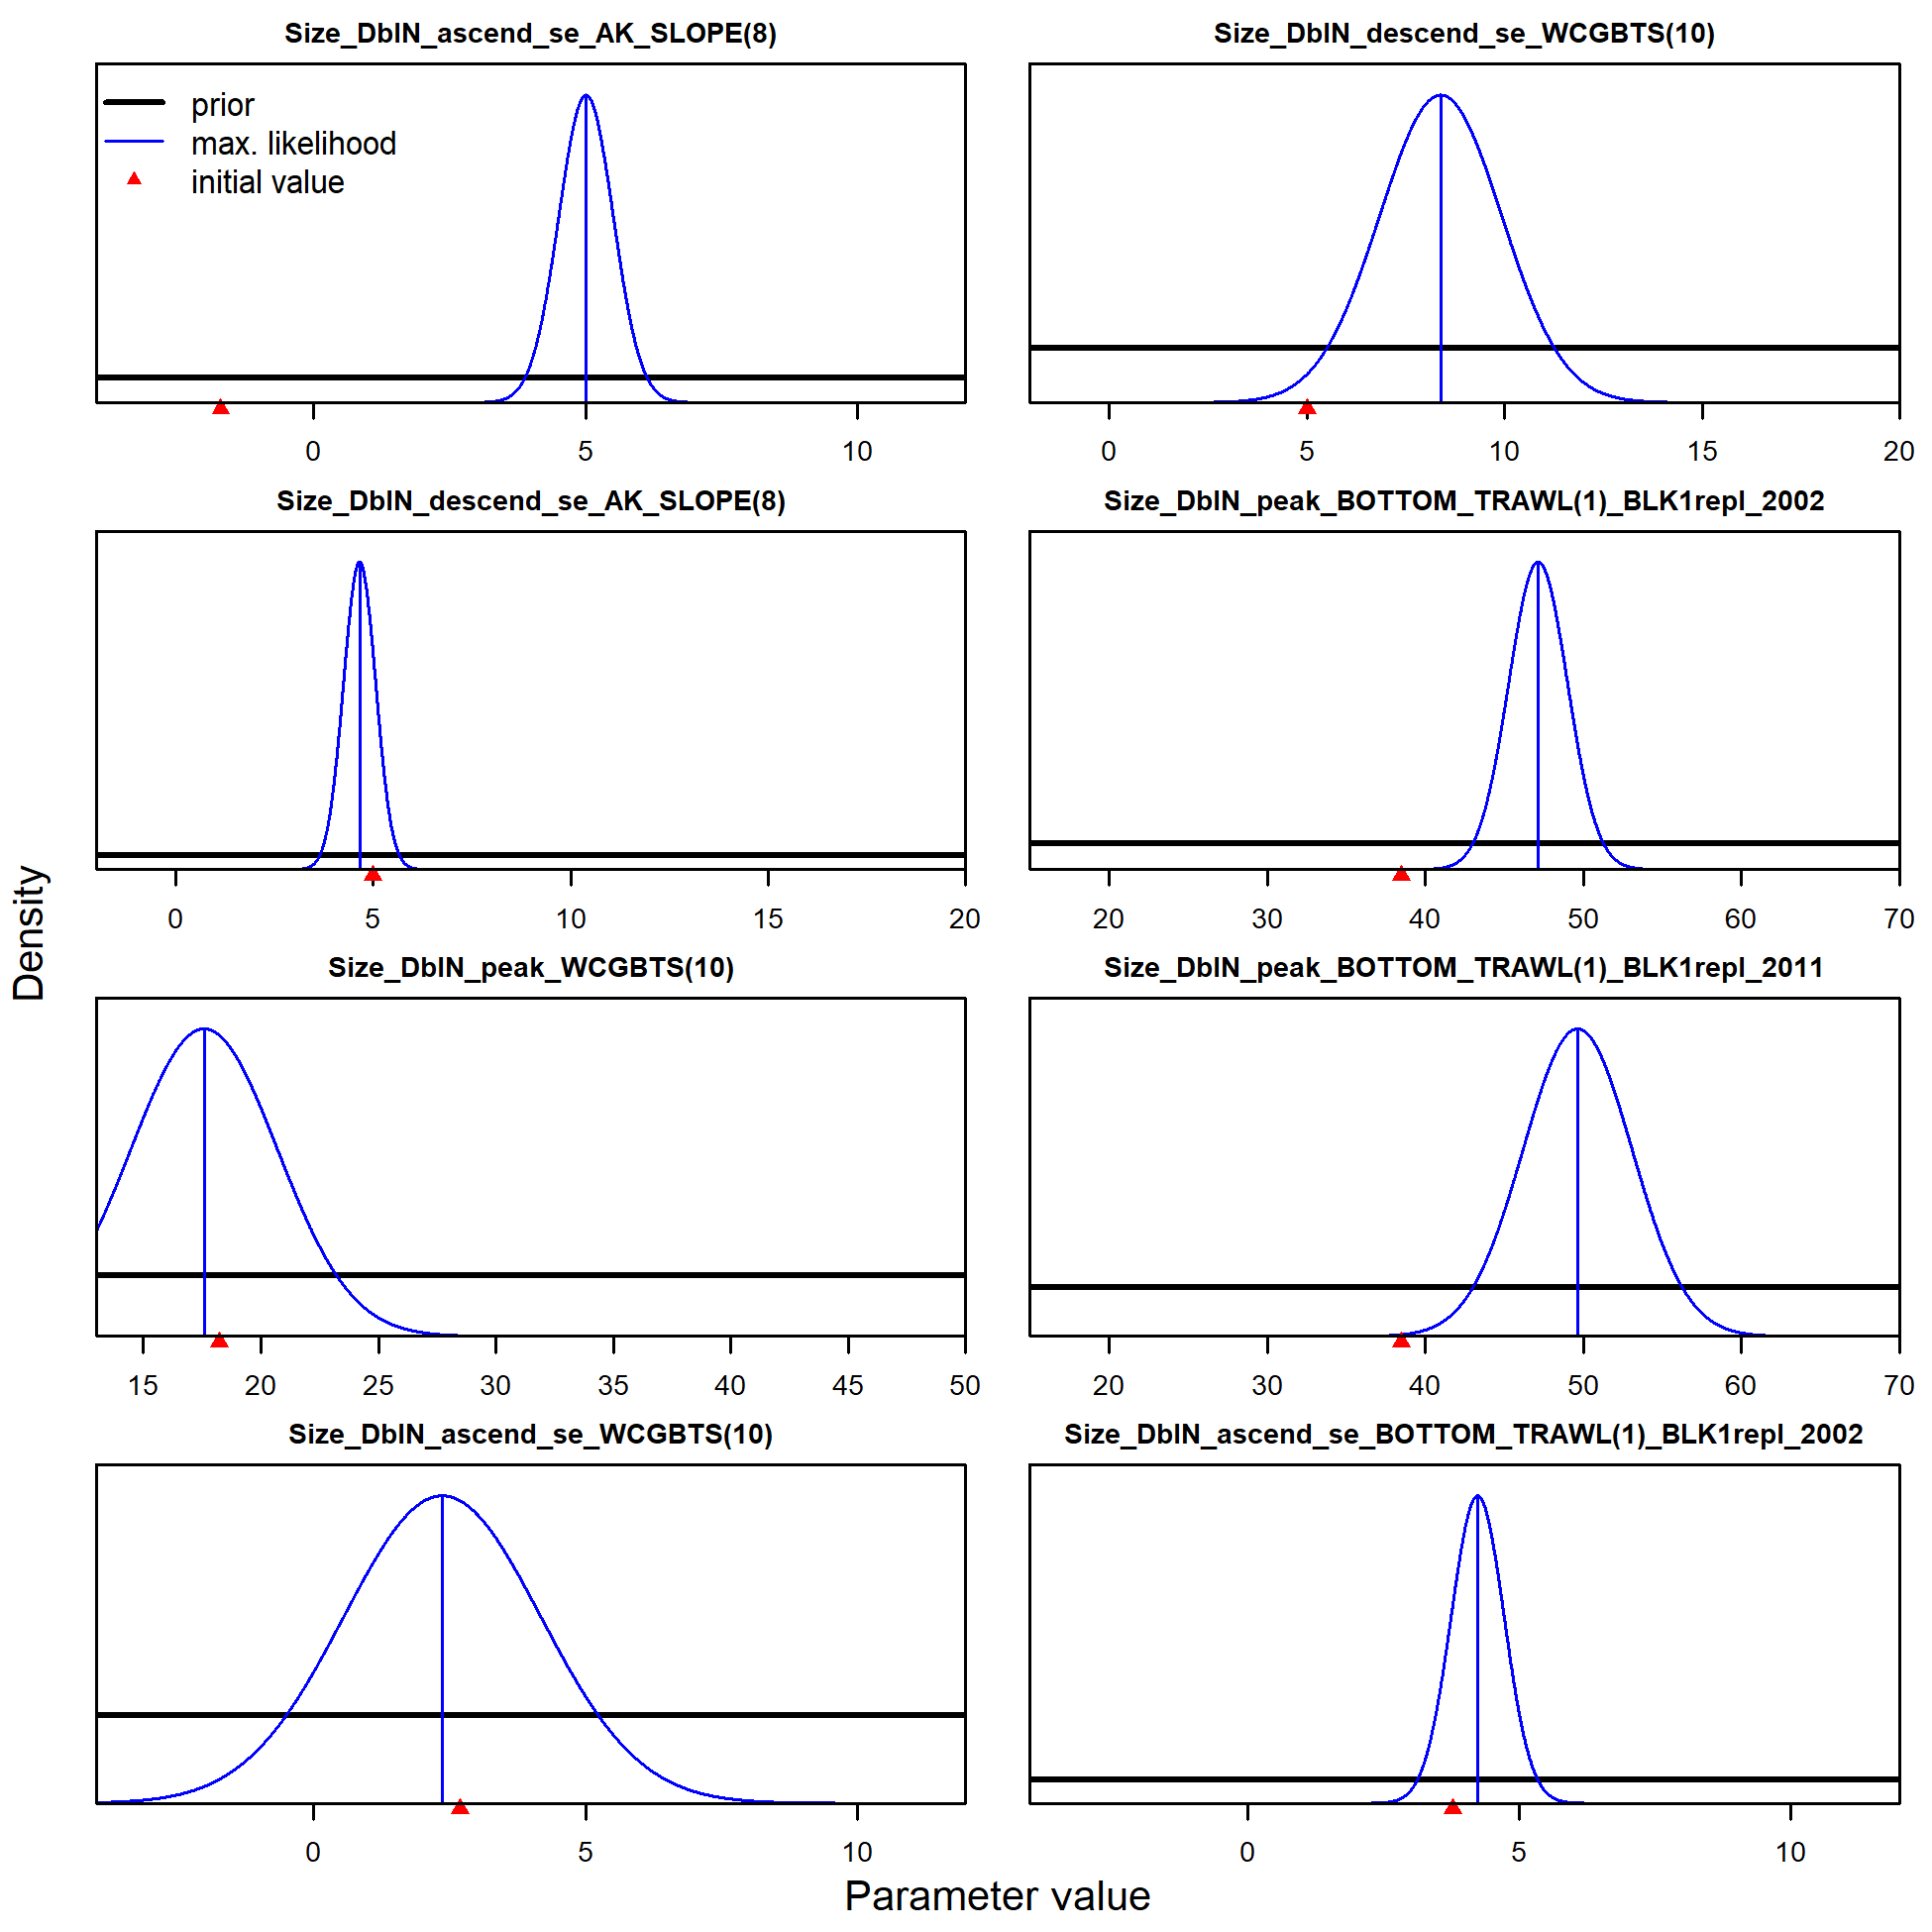 Size_DblN_ascend_se_AK_SLOPE(8)
prior
max. likelihood
initial value
0 5 10
Size_DblN_descend_se_WCGBTS(10)
0 5 10 15 20
Size_DblN_descend_se_AK_SLOPE(8)
0 5 10 15 20
Size_DblN_peak_BOTTOM_TRAWL(1)_BLK1repl_2002
20 30 40 50 60 70
Size_DblN_peak_WCGBTS(10)
15 20 25 30 35 40 45 50
Size_DblN_peak_BOTTOM_TRAWL(1)_BLK1repl_2011
20 30 40 50 60 70
Size_DblN_ascend_se_WCGBTS(10)
0 5 10
Size_DblN_ascend_se_BOTTOM_TRAWL(1)_BLK1repl_2002
0 5 10
Density
Parameter value